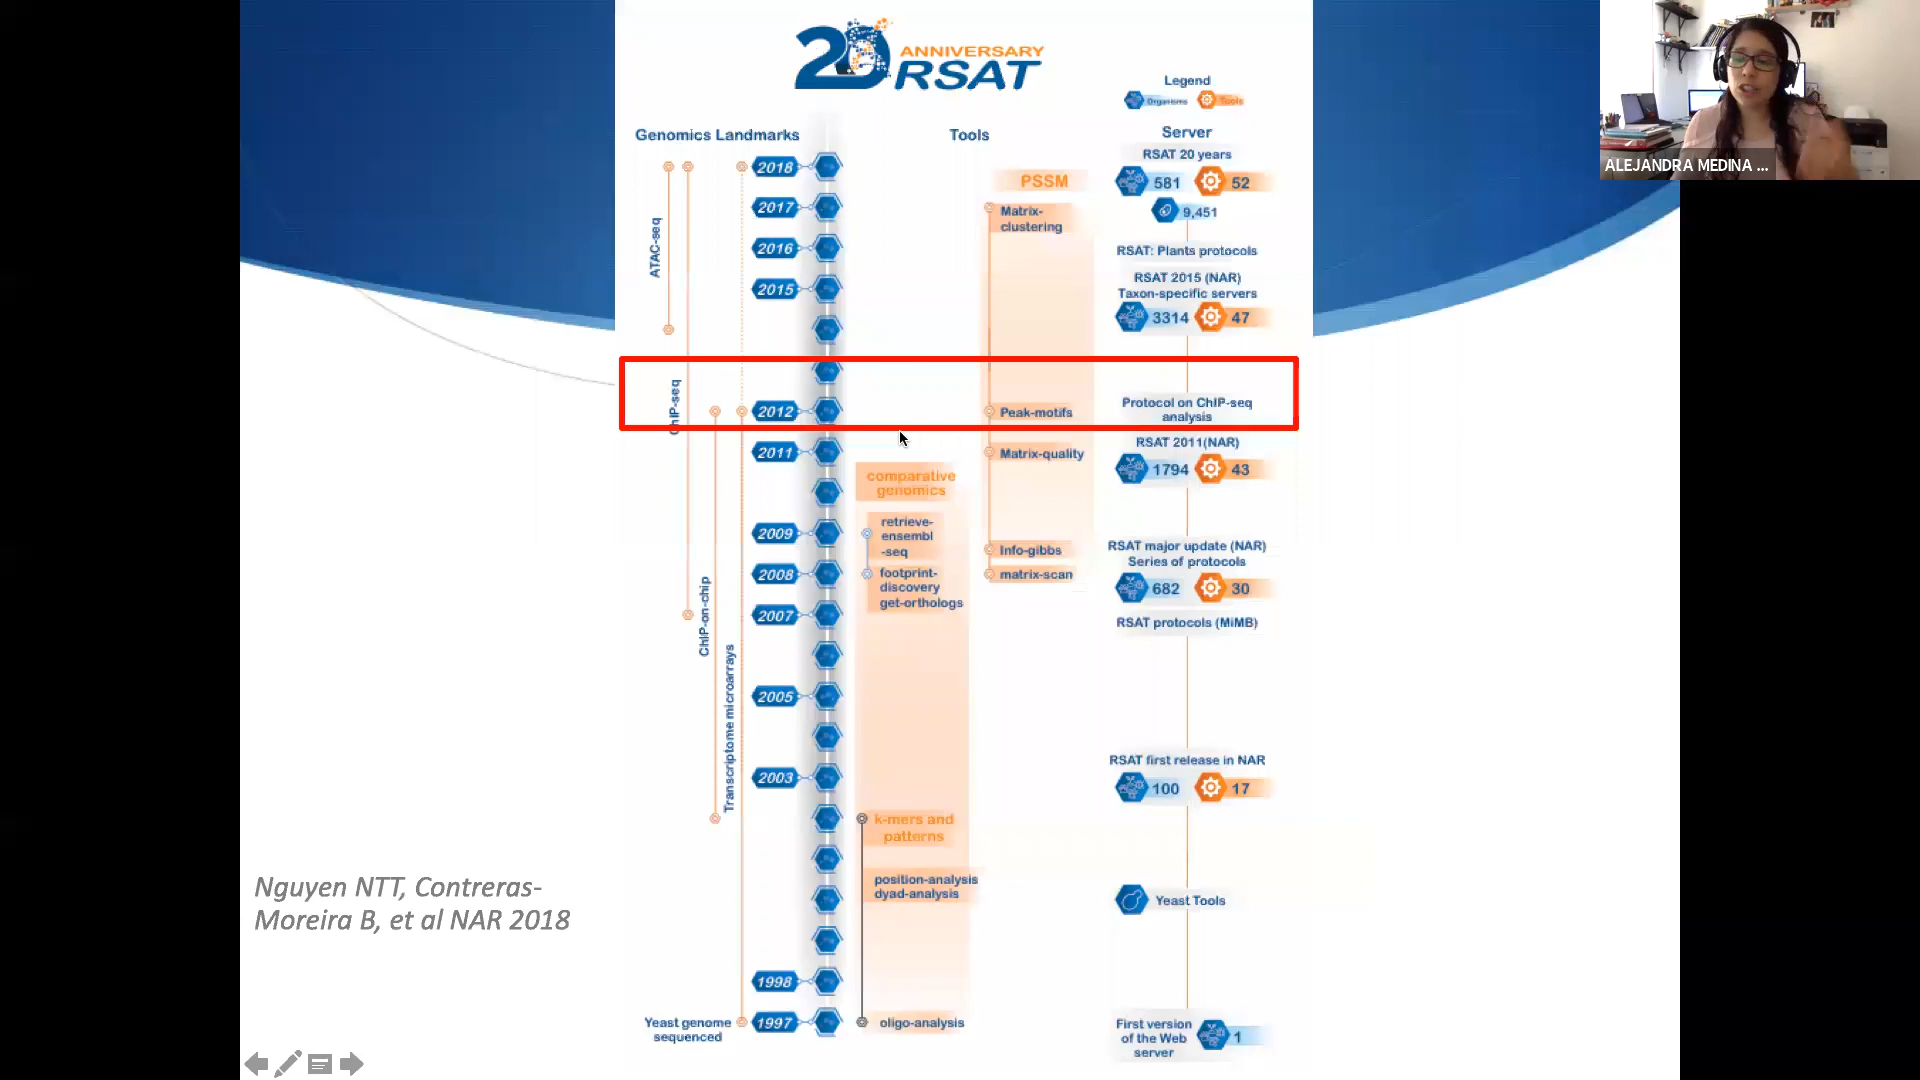 20 ANNIVERSARY
RSAT
Legend
Organisms Tools
Genomics Landmarks
Tools
Server
RSAT 20 years
581 52
9,451
RSAT: Plants protocols
RSAT 2015 (NAR)
Taxon-specific servers
3314 47
Protocol on ChIP-seq
analysis
RSAT 2011(NAR)
1794 43
RSAT major update (NAR)
Series of protocols
682 30
RSAT protocols (MiMB)
RSAT first release in NAR
100 17
Yeast Tools
First version
of the Web
server
1
2018
2017
2016
2015
2012
2011
2009
2008
2007
2005
2003
1998
1997
ATAC-seq
ChIP-seq
ChIP-on-chip
Transcriptome microarrays
Yeast genome
sequenced
PSSM
Matrix-
clustering
Peak-motifs
Matrix-quality
Info-gibbs
matrix-scan
comparative
genomics
retrieve-
ensembl
-seq
footprint-
discovery
get-orthologs
k-mers and
patterns
position-analysis
dyad-analysis
oligo-analysis
Nguyen NTT, Contreras-
Moreira B, et al NAR 2018
ALEJANDRA MEDINA ...